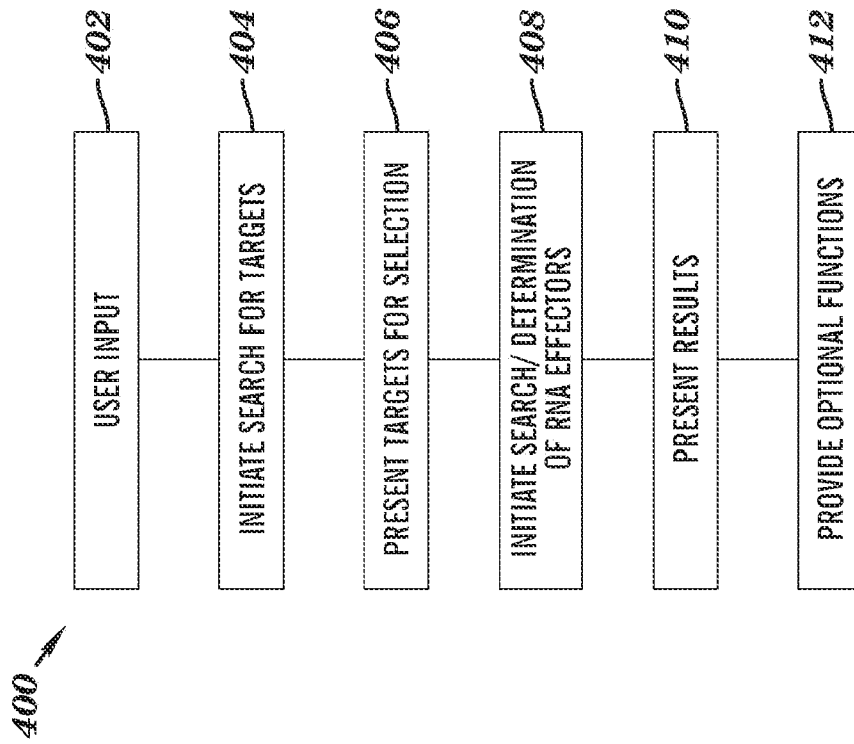 400
USER INPUT
402
INITIATE SEARCH FOR TARGETS
404
PRESENT TARGETS FOR SELECTION
406
INITIATE SEARCH/ DETERMINATION
OF RNA EFFECTORS
408
PRESENT RESULTS
410
PROVIDE OPTIONAL FUNCTIONS
412